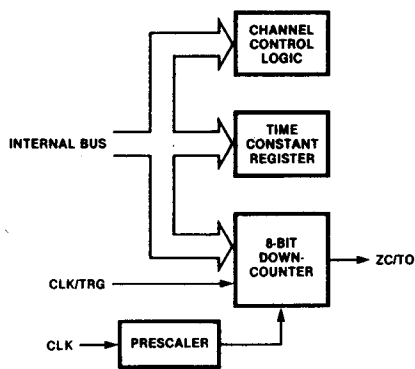 CHANNEL
CONTROL
LOGIC
INTERNAL BUS
TIME
CONSTANT
REGISTER
8-BIT
DOWN-
COUNTER
ZC/TO
CLK/TRG
CLK
PRESCALER